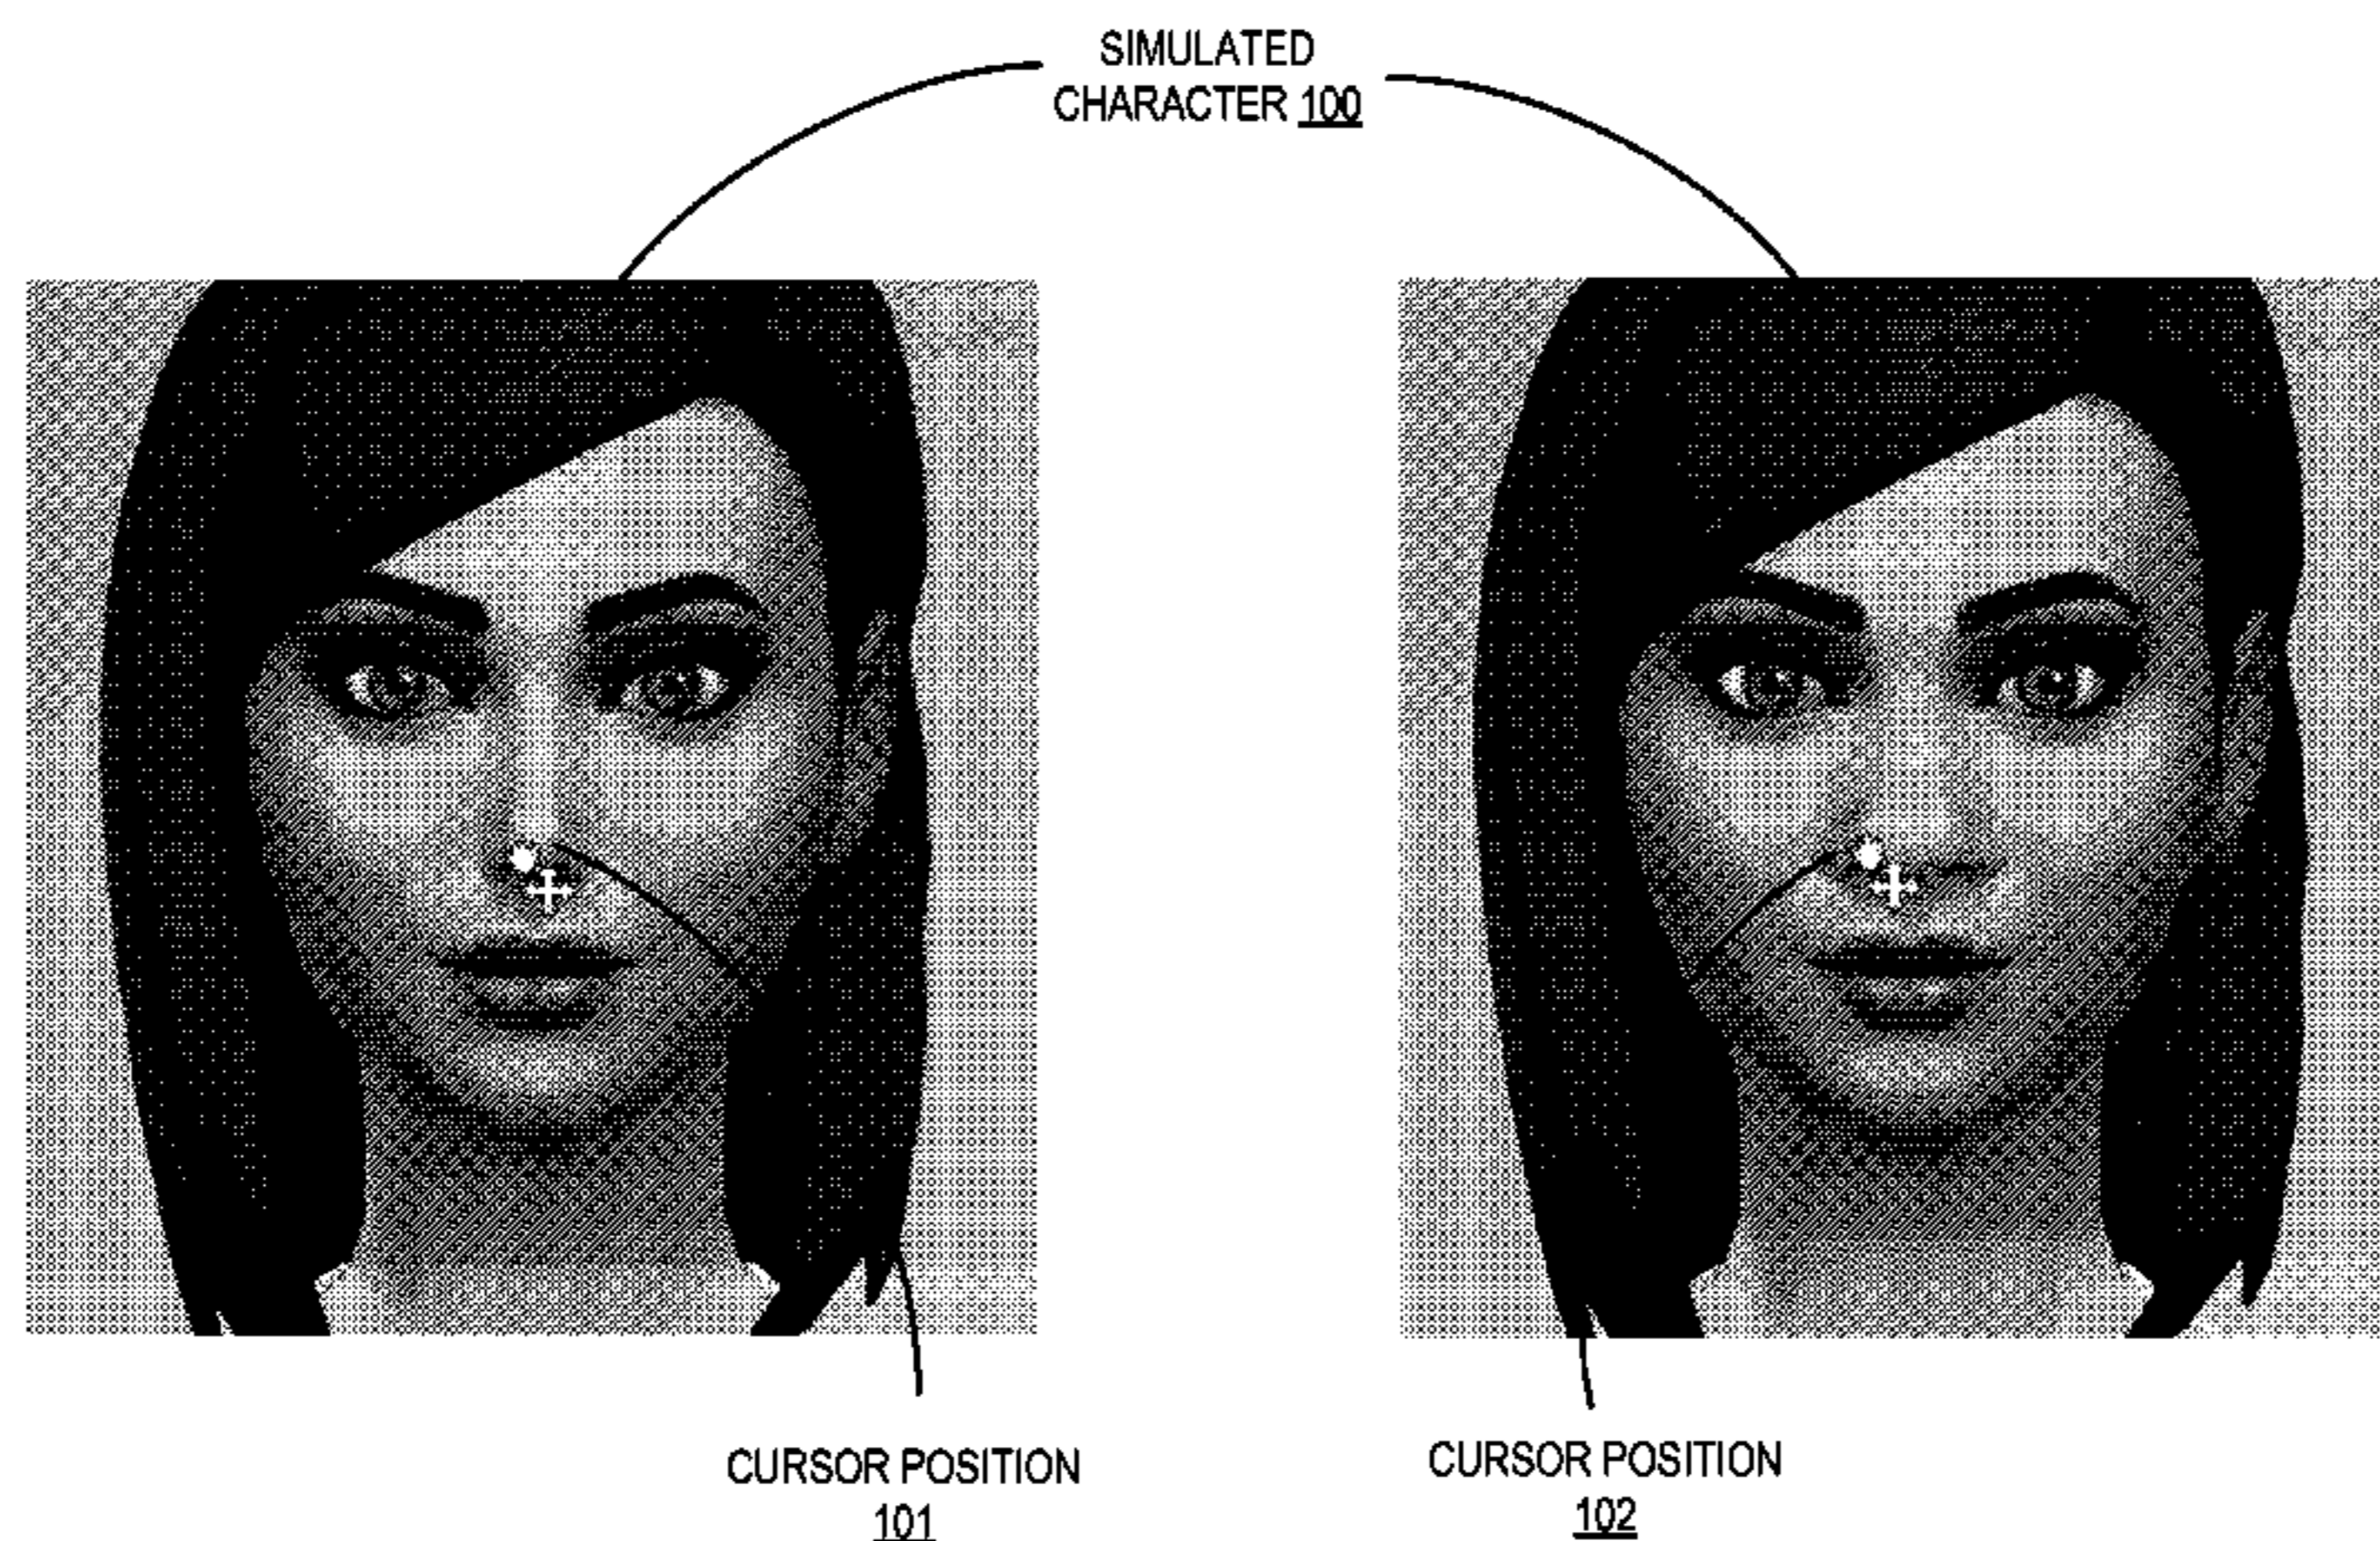 SIMULATED
CHARACTER 100
CURSOR POSITION
101
CURSOR POSITION
102